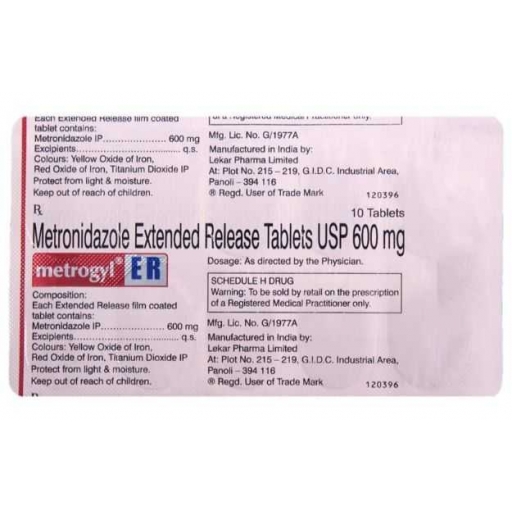 Each Extended Release film coated
tablet contains:
Metronidazole IP.................. 600 mg
Excipients............................ q.s.
Colours: Yellow Oxide of Iron,
Red Oxide of Iron, Titanium Dioxide IP
Protect from light & moisture.
Keep out of reach of children.
of a Registered Medical Practitioner only.
Mfg. Lic. No. G/1977A
Manufactured in India by:
Lekar Pharma Limited
At: Plot No. 215 – 219, G.I.D.C. Industrial Area,
Panoli – 394 116
® Regd. User of Trade Mark 120396
Rx 10 Tablets
Metronidazole Extended Release Tablets USP 600 mg
metrogyl® ER
Dosage: As directed by the Physician.
Composition:
Each Extended Release film coated
tablet contains:
Metronidazole IP.................. 600 mg
Excipients............................ q.s.
Colours: Yellow Oxide of Iron,
Red Oxide of Iron, Titanium Dioxide IP
Protect from light & moisture.
Keep out of reach of children.
SCHEDULE H DRUG
Warning: To be sold by retail on the prescription
of a Registered Medical Practitioner only.
Mfg. Lic. No. G/1977A
Manufactured in India by:
Lekar Pharma Limited
At: Plot No. 215 – 219, G.I.D.C. Industrial Area,
Panoli – 394 116
® Regd. User of Trade Mark 120396